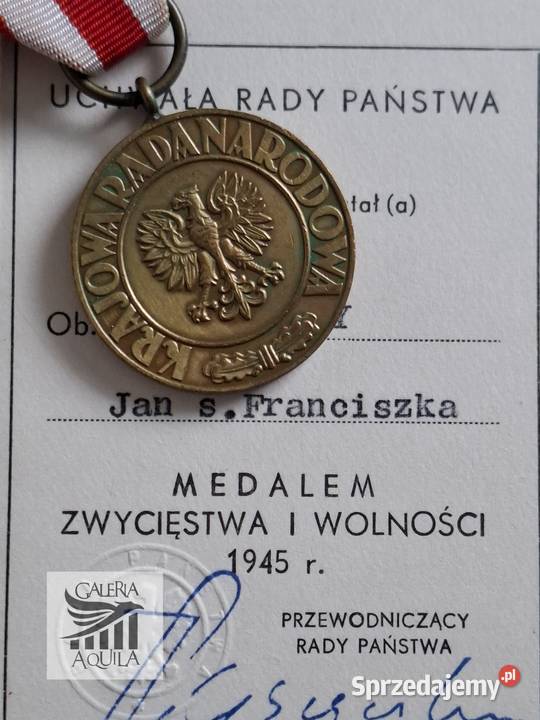 UCHWAŁA RADY PAŃSTWA
KRAJOWA RADA NARODOWA
tał (a)
Ob.
Jan s.Franciszka
MEDALEM
ZWYCIĘSTWA I WOLNOŚCI
1945 r.
PRZEWODNICZĄCY
RADY PAŃSTWA
GALERIA
AQUILA
Sprzedajemy.pl